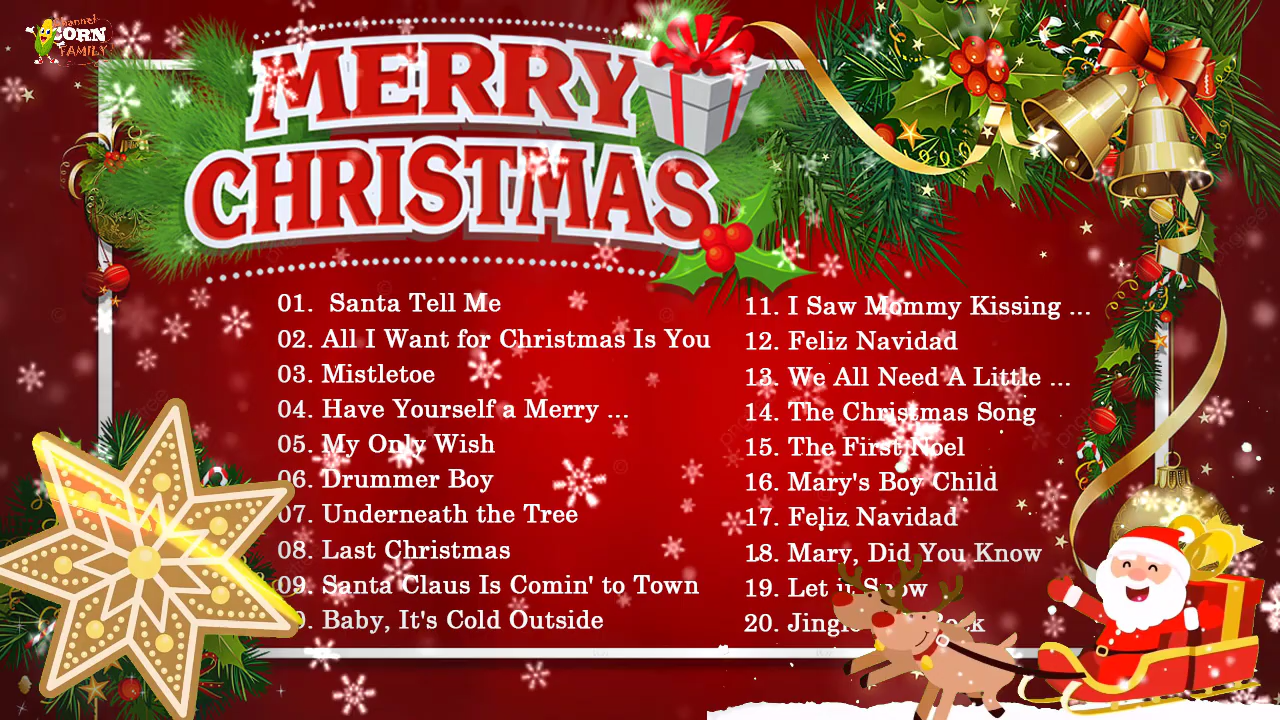 Channel
CORN
FAMILY
MERRY
CHRISTMAS
01. Santa Tell Me
02. All I Want for Christmas Is You
03. Mistletoe
04. Have Yourself a Merry ...
05. My Only Wish
06. Drummer Boy
07. Underneath the Tree
08. Last Christmas
09. Santa Claus Is Comin' to Town
Baby, It's Cold Outside
11. I Saw Mommy Kissing ...
12. Feliz Navidad
13. We All Need A Little ...
14. The Christmas Song
15. The First Noel
16. Mary's Boy Child
17. Feliz Navidad
18. Mary, Did You Know
19. Let it Snow
20.